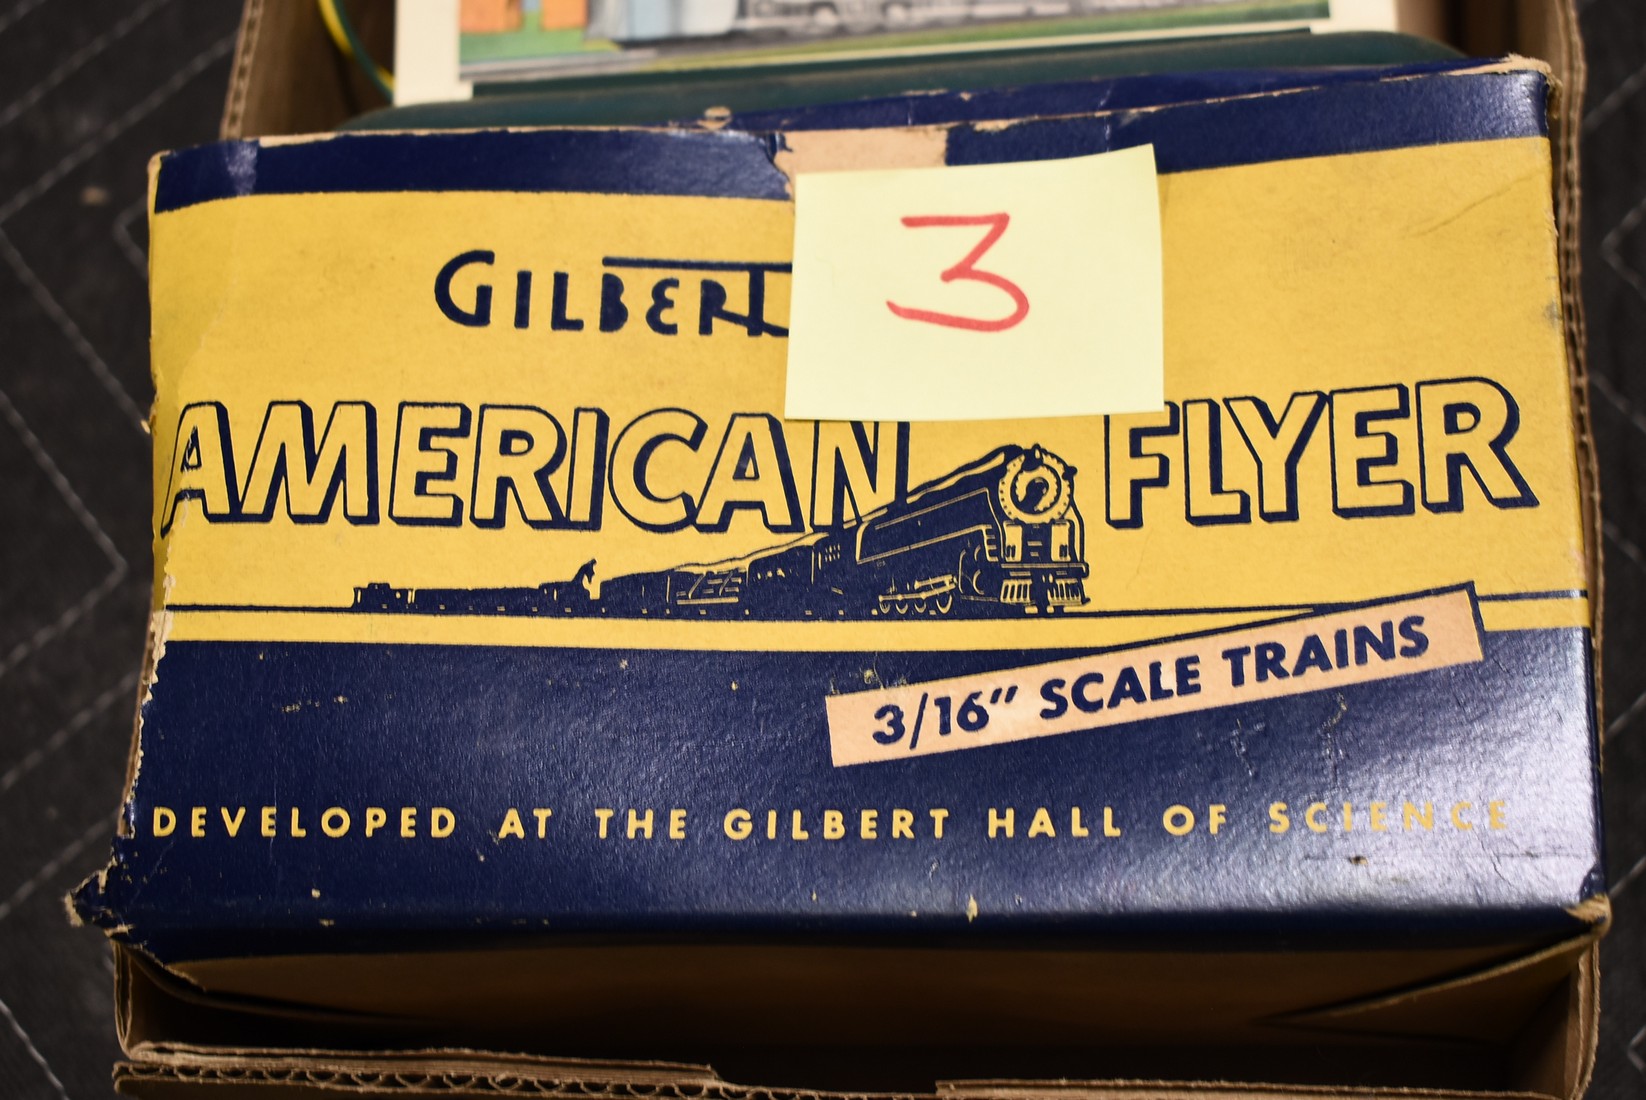 3
GILBERT
AMERICAN FLYER
3/16" SCALE TRAINS
DEVELOPED AT THE GILBERT HALL OF SCIENCE